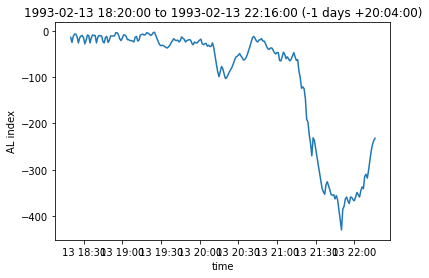 1993-02-13 18:20:00 to 1993-02-13 22:16:00 (-1 days +20:04:00)
0
−100
−200
−300
−400
AL index
13 18:30 13 19:00 13 19:30 13 20:00 13 20:30 13 21:00 13 21:30 13 22:00
time